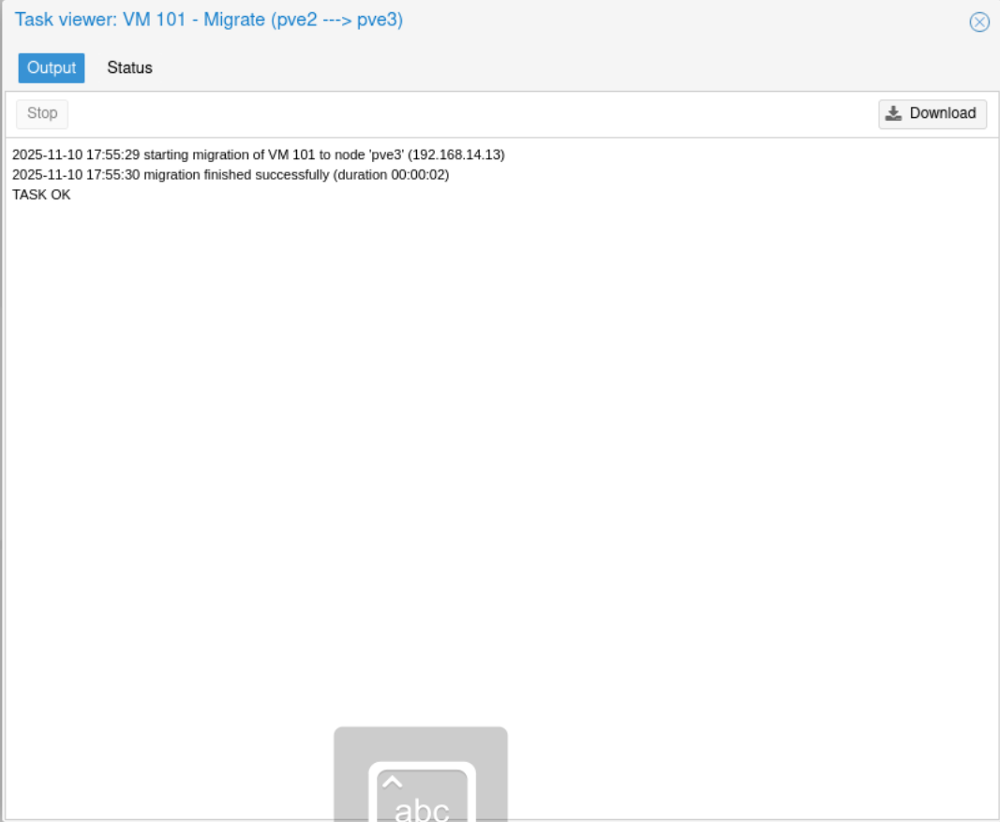 Task viewer: VM 101 - Migrate (pve2 ---> pve3)
Output Status
Stop Download
2025-11-10 17:55:29 starting migration of VM 101 to node 'pve3' (192.168.14.13)
2025-11-10 17:55:30 migration finished successfully (duration 00:00:02)
TASK OK
abc